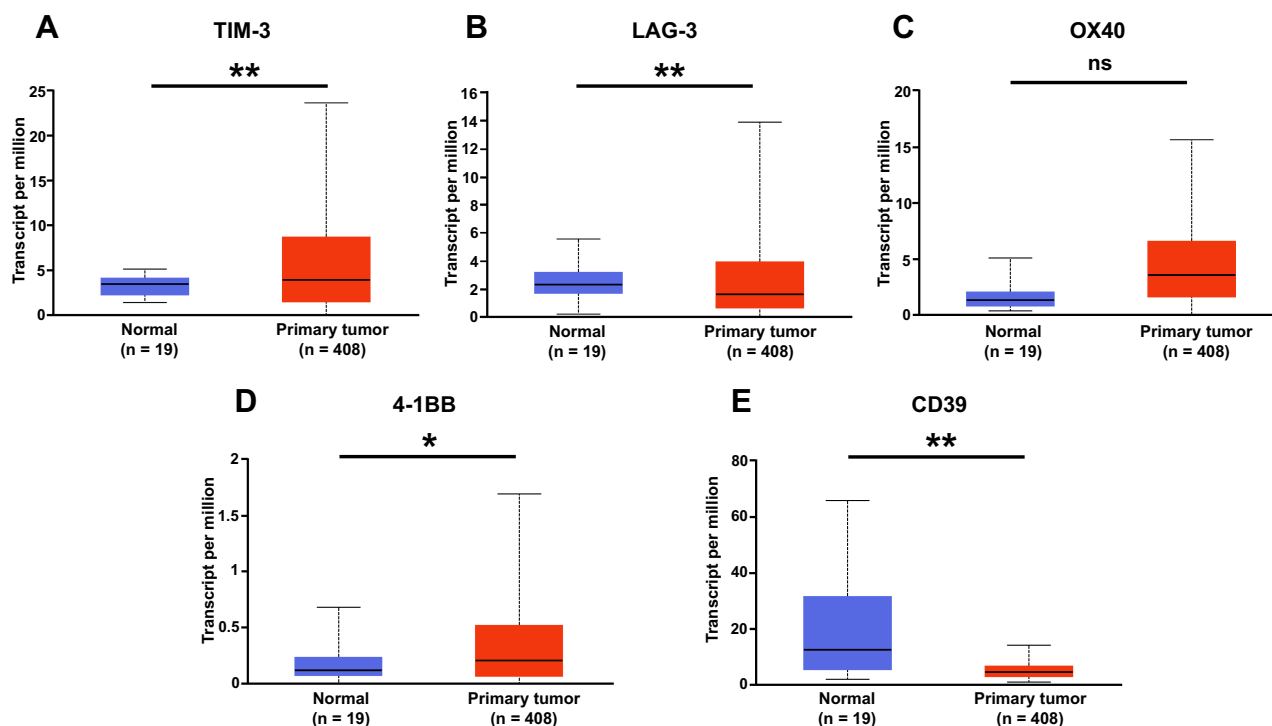 A
TIM-3
**
Transcript per million
25
20
15
10
5
0
Normal
(n = 19)
Primary tumor
(n = 408)
B
LAG-3
**
Transcript per million
16
14
12
10
8
6
4
2
0
Normal
(n = 19)
Primary tumor
(n = 408)
C
OX40
ns
Transcript per million
20
15
10
5
0
Normal
(n = 19)
Primary tumor
(n = 408)
D
4-1BB
*
Transcript per million
2
1.5
1
0.5
0
Normal
(n = 19)
Primary tumor
(n = 408)
E
CD39
**
Transcript per million
80
60
40
20
0
Normal
(n = 19)
Primary tumor
(n = 408)